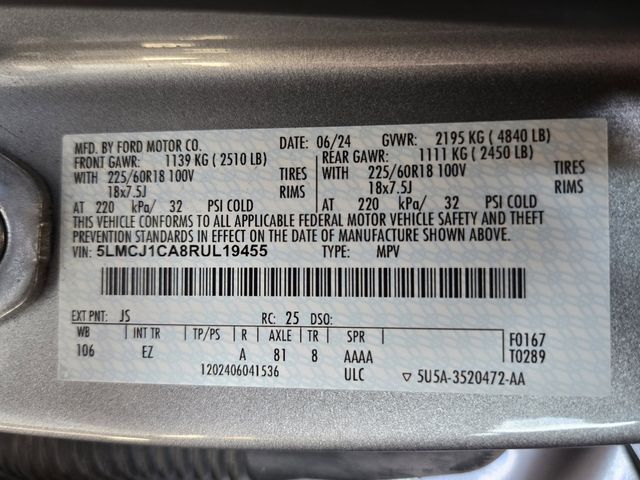 MFD. BY FORD MOTOR CO. DATE: 06/24 GVWR: 2195 KG ( 4840 LB)
FRONT GAWR: 1139 KG ( 2510 LB) REAR GAWR: 1111 KG ( 2450 LB)
WITH 225/60R18 100V TIRES WITH 225/60R18 100V TIRES
18x7.5J RIMS 18x7.5J RIMS
AT 220 kPa/ 32 PSI COLD AT 220 kPa/ 32 PSI COLD
THIS VEHICLE CONFORMS TO ALL APPLICABLE FEDERAL MOTOR VEHICLE SAFETY AND THEFT
PREVENTION STANDARDS IN EFFECT ON THE DATE OF MANUFACTURE SHOWN ABOVE.
VIN: 5LMCJ1CA8RUL19455 TYPE: MPV
EXT PNT: JS RC: 25 DSO:
WB INT TR TP/PS R AXLE TR SPR F0167
106 EZ A 81 8 AAAA T0289
1202406041536 ULC ▽ 5U5A-3520472-AA